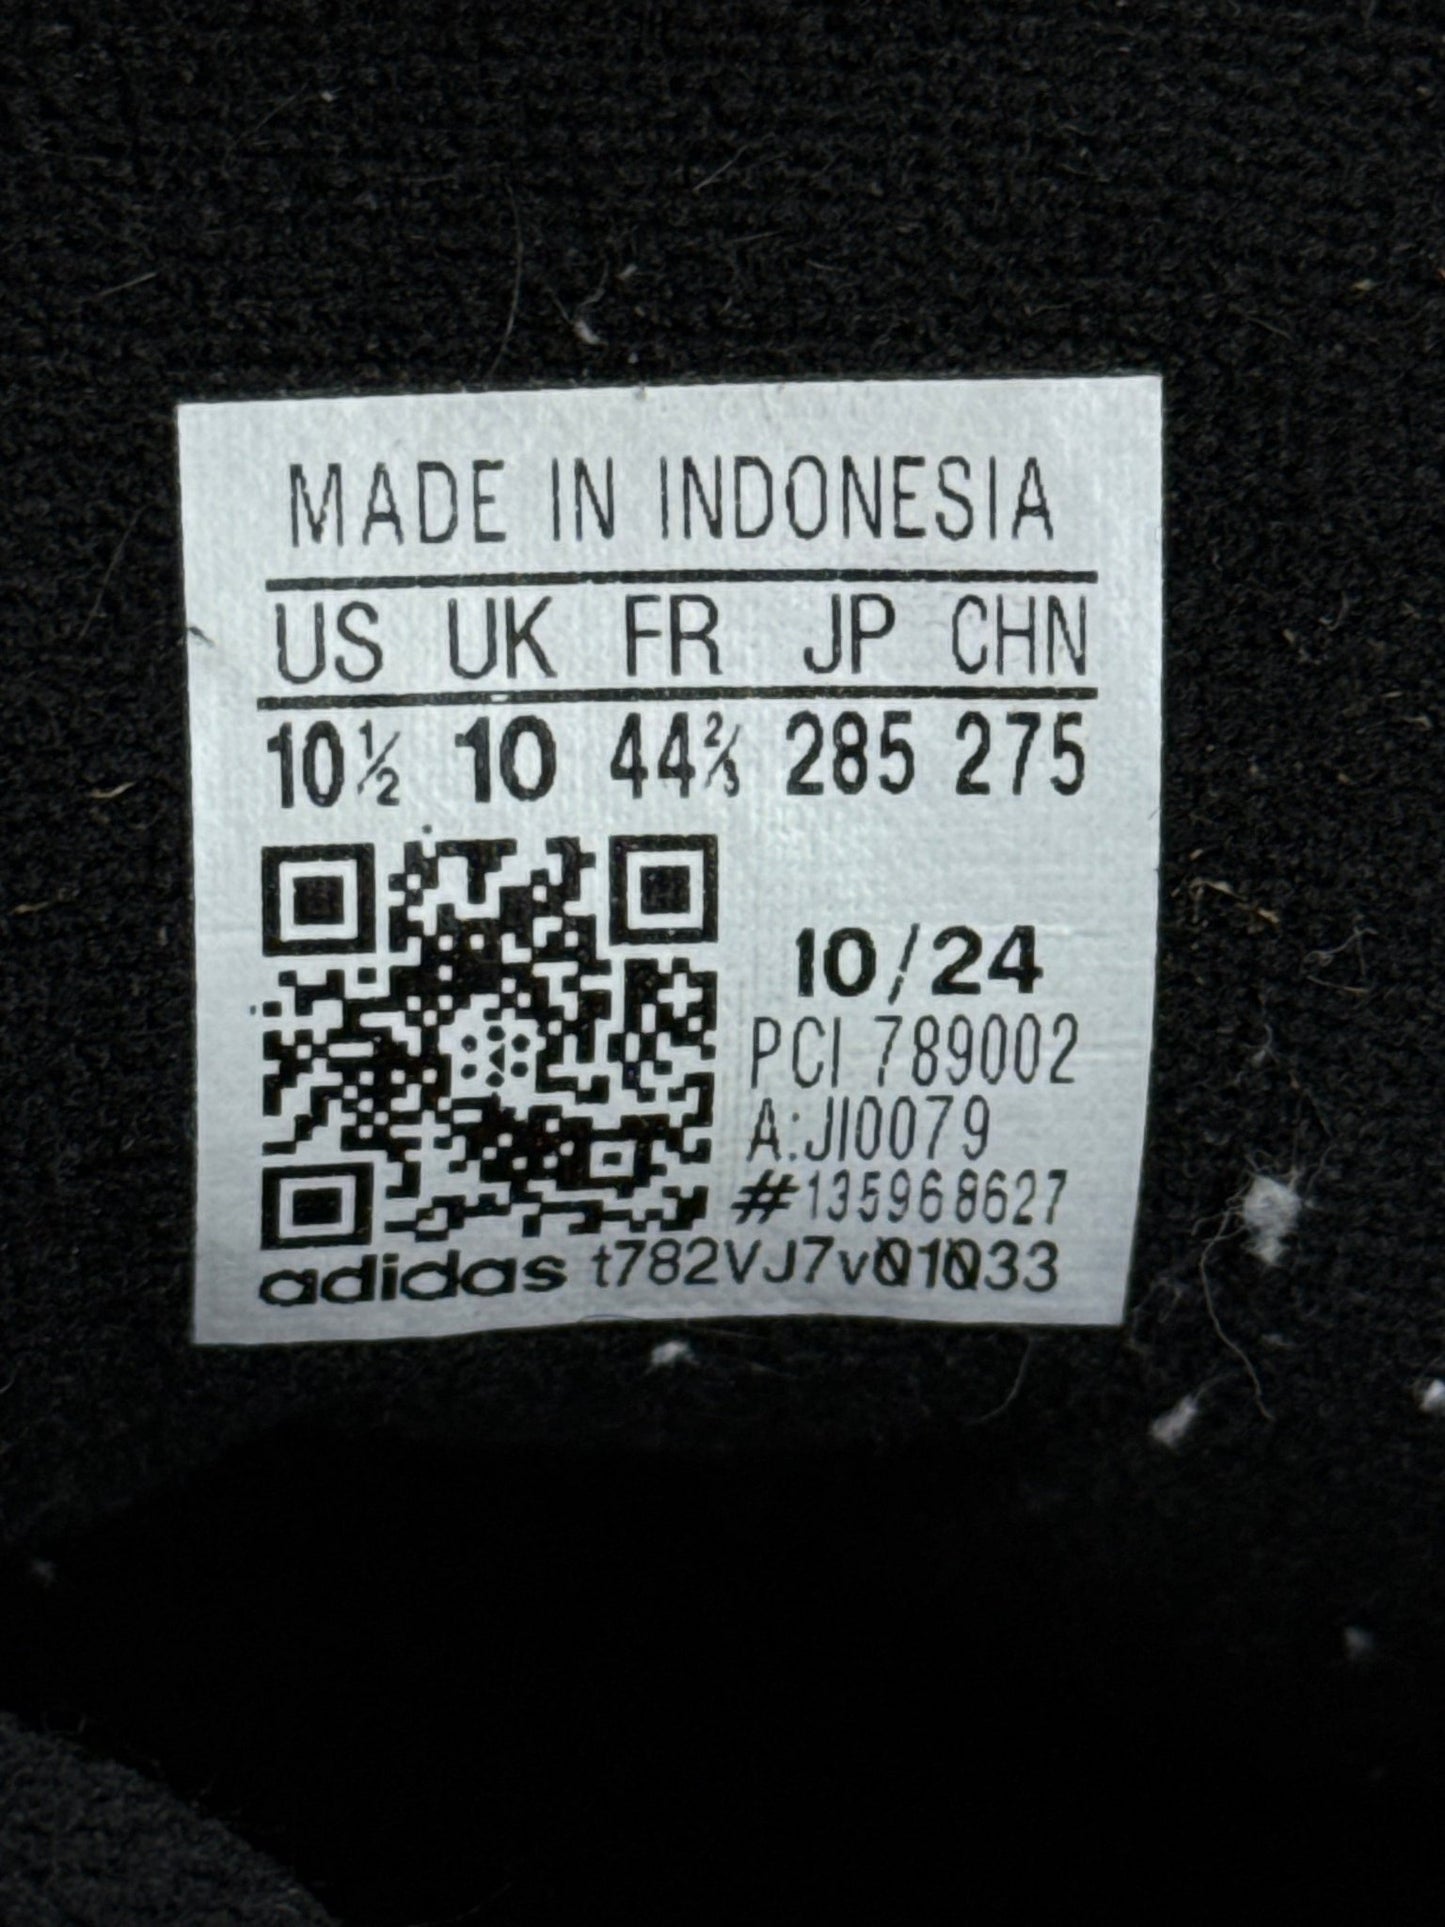 MADE IN INDONESIA
US UK FR JP CHN
10½ 10 44⅔ 285 275
10/24
PCI 789002
A:JI0079
#135968627
adidas t782VJ7v01033